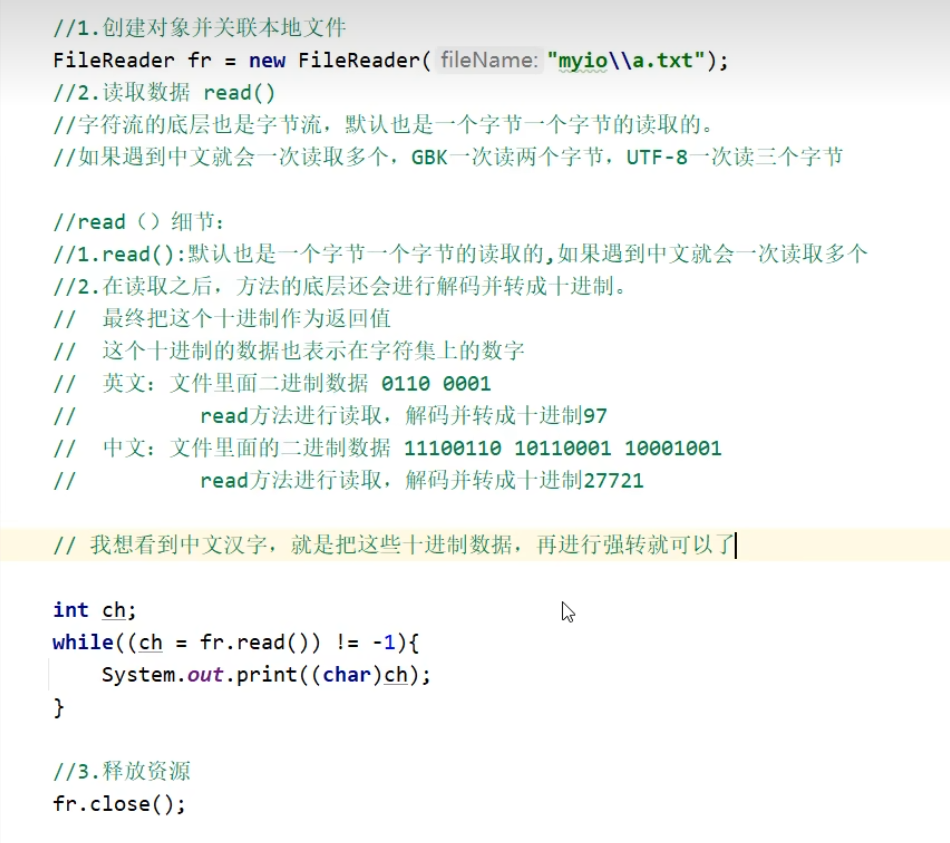 //1.创建对象并关联本地文件
FileReader fr = new FileReader( fileName: "myio\\a.txt");
//2.读取数据 read()
//字符流的底层也是字节流，默认也是一个字节一个字节的读取的。
//如果遇到中文就会一次读取多个，GBK一次读两个字节，UTF-8一次读三个字节
//read（）细节：
//1.read():默认也是一个字节一个字节的读取的,如果遇到中文就会一次读取多个
//2.在读取之后，方法的底层还会进行解码并转成十进制。
//  最终把这个十进制作为返回值
//  这个十进制的数据也表示在字符集上的数字
//  英文：文件里面二进制数据 0110 0001
//          read方法进行读取，解码并转成十进制97
//  中文：文件里面的二进制数据 11100110 10110001 10001001
//          read方法进行读取，解码并转成十进制27721
// 我想看到中文汉字，就是把这些十进制数据，再进行强转就可以了
int ch;
while((ch = fr.read()) != -1){
    System.out.print((char)ch);
}
//3.释放资源
fr.close();